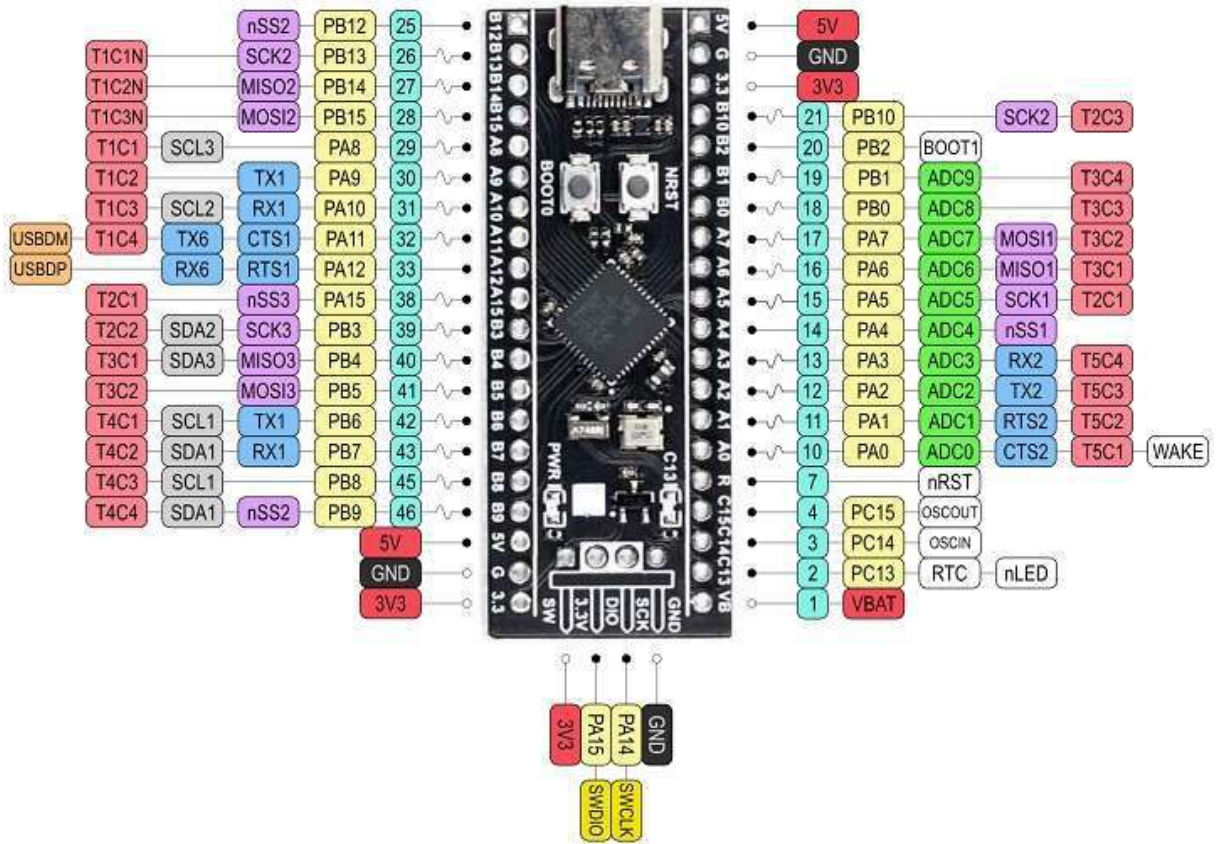 nSS2 PB12 25 B12 5V 5V
T1C1N SCK2 PB13 26 B13 G GND
T1C2N MISO2 PB14 27 B14 3.3 3V3
T1C3N MOSI2 PB15 28 B15 B10 21 PB10 SCK2 T2C3
T1C1 SCL3 PA8 29 A8 B2 20 PB2 BOOT1
T1C2 TX1 PA9 30 A9 BOOT0 NRST B1 19 PB1 ADC9 T3C4
T1C3 SCL2 RX1 PA10 31 A10 B0 18 PB0 ADC8 T3C3
USBDM T1C4 TX6 CTS1 PA11 32 A11 A7 17 PA7 ADC7 MOSI1 T3C2
USBDP RX6 RTS1 PA12 33 A12 A6 16 PA6 ADC6 MISO1 T3C1
T2C1 nSS3 PA15 38 A15 A5 15 PA5 ADC5 SCK1 T2C1
T2C2 SDA2 SCK3 PB3 39 B3 A4 14 PA4 ADC4 nSS1
T3C1 SDA3 MISO3 PB4 40 B4 A3 13 PA3 ADC3 RX2 T5C4
T3C2 MOSI3 PB5 41 B5 A2 12 PA2 ADC2 TX2 T5C3
T4C1 SCL1 TX1 PB6 42 B6 A1 11 PA1 ADC1 RTS2 T5C2
T4C2 SDA1 RX1 PB7 43 B7 PWR C13 A0 10 PA0 ADC0 CTS2 T5C1 WAKE
T4C3 SCL1 PB8 45 B8 R 7 nRST
T4C4 SDA1 nSS2 PB9 46 B9 C15 4 PC15 OSCOUT
5V 5V C14 3 PC14 OSCIN
GND G C13 2 PC13 RTC nLED
3V3 3.3 VB 1 VBAT
SW 3.3V DIO SCK GND
3V3 PA15 PA14 GND
SWDIO SWCLK